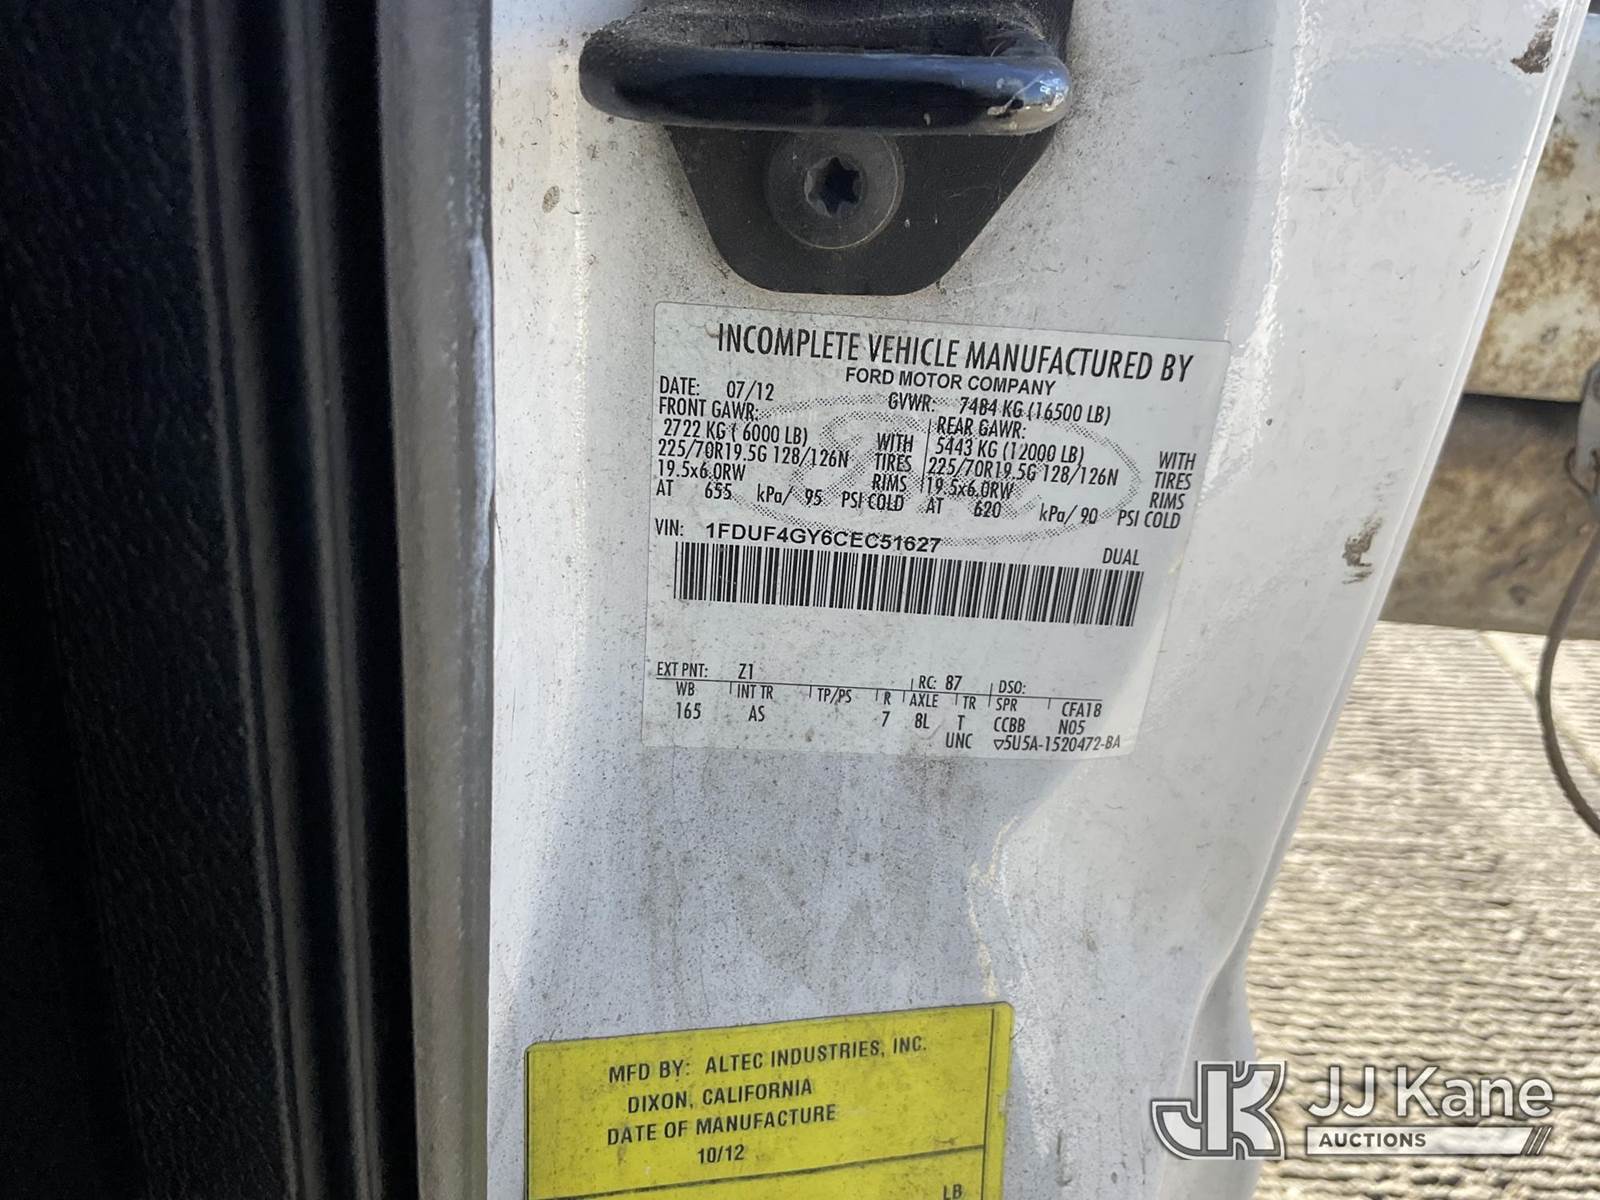 INCOMPLETE VEHICLE MANUFACTURED BY
FORD MOTOR COMPANY
DATE: 07/12 GVWR: 7484 KG (16500 LB)
FRONT GAWR: REAR GAWR:
2722 KG ( 6000 LB) WITH 5443 KG (12000 LB) WITH
225/70R19.5G 128/126N TIRES 225/70R19.5G 128/126N TIRES
19.5x6.0RW RIMS 19.5x6.0RW RIMS
AT 655 kPa/ 95 PSI COLD AT 620 kPa/ 90 PSI COLD
VIN: 1FDUF4GY6CEC51627
DUAL
EXT PNT: Z1 RC: 87 DSO:
WB INT TR TP/PS R AXLE TR SPR CFA18
165 AS 7 8L T CCBB N05
UNC ▽5U5A-1520472-BA
MFD BY: ALTEC INDUSTRIES, INC.
DIXON, CALIFORNIA
DATE OF MANUFACTURE
10/12
LB
JK JJ Kane
AUCTIONS